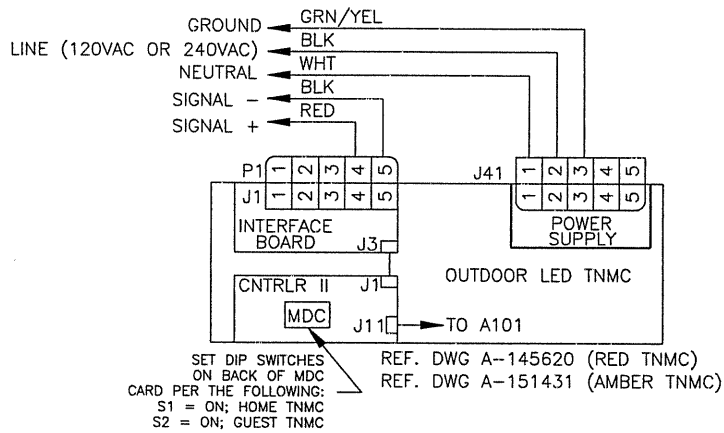 GROUND GRN/YEL
LINE (120VAC OR 240VAC) BLK
NEUTRAL WHT
SIGNAL - BLK
SIGNAL + RED
P1 1 2 3 4 5
J1 1 2 3 4 5
J41 1 2 3 4 5
1 2 3 4 5
INTERFACE
BOARD
J3
POWER
SUPPLY
CNTRLR II
J1
MDC
J11
OUTDOOR LED TNMC
TO A101
SET DIP SWITCHES
ON BACK OF MDC
CARD PER THE FOLLOWING:
S1 = ON; HOME TNMC
S2 = ON; GUEST TNMC
REF. DWG A-145620 (RED TNMC)
REF. DWG A-151431 (AMBER TNMC)